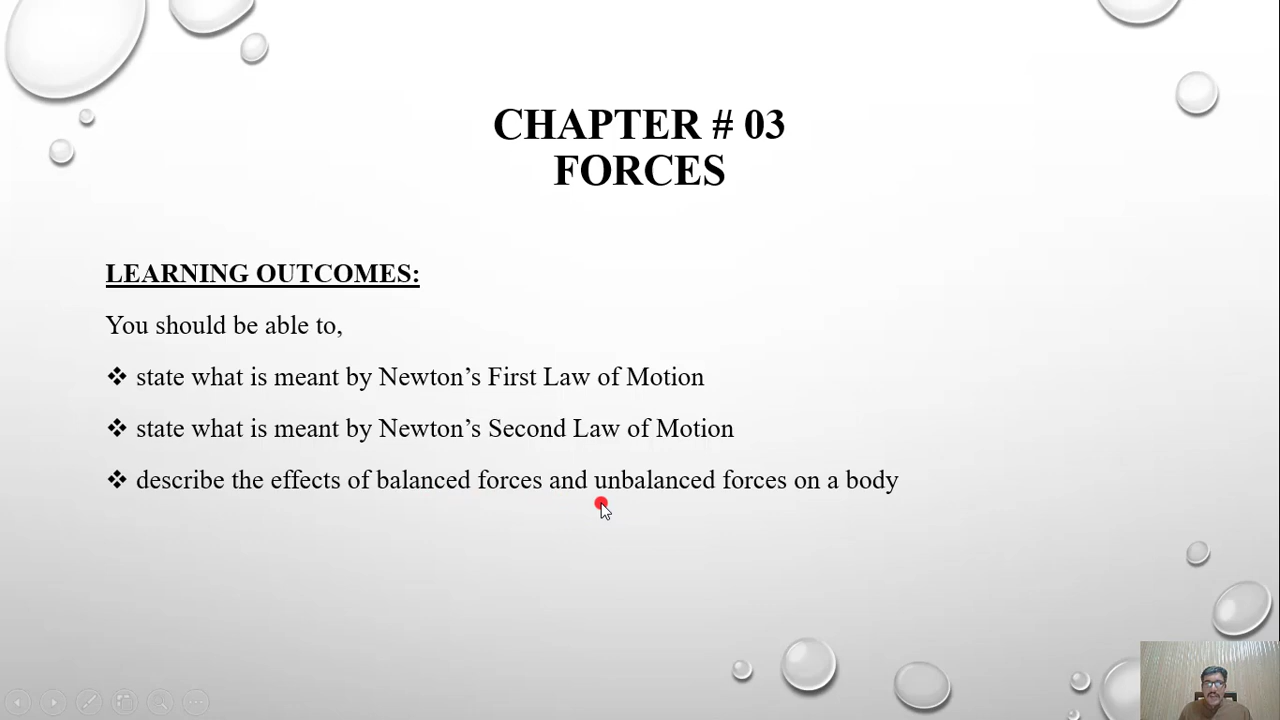 CHAPTER # 03
FORCES
LEARNING OUTCOMES:
You should be able to,
❖ state what is meant by Newton’s First Law of Motion
❖ state what is meant by Newton’s Second Law of Motion
❖ describe the effects of balanced forces and unbalanced forces on a body